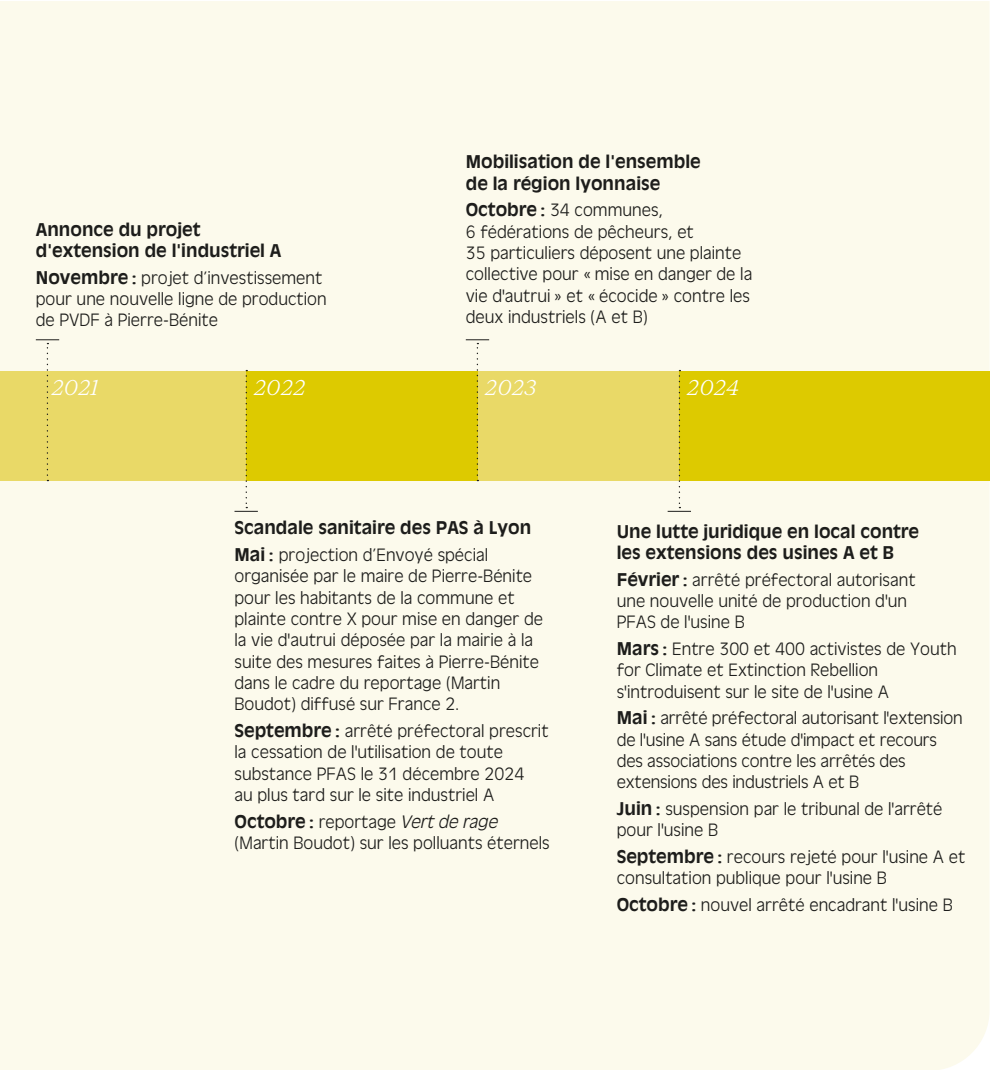 Annonce du projet
d'extension de l'industriel A
Novembre : projet d’investissement
pour une nouvelle ligne de production
de PVDF à Pierre-Bénite
Mobilisation de l'ensemble
de la région lyonnaise
Octobre : 34 communes,
6 fédérations de pêcheurs, et
35 particuliers déposent une plainte
collective pour « mise en danger de la
vie d'autrui » et « écocide » contre les
deux industriels (A et B)
2021
2022
2023
2024
Scandale sanitaire des PAS à Lyon
Mai : projection d’Envoyé spécial
organisée par le maire de Pierre-Bénite
pour les habitants de la commune et
plainte contre X pour mise en danger de
la vie d'autrui déposée par la mairie à la
suite des mesures faites à Pierre-Bénite
dans le cadre du reportage (Martin
Boudot) diffusé sur France 2.
Septembre : arrêté préfectoral prescrit
la cessation de l'utilisation de toute
substance PFAS le 31 décembre 2024
au plus tard sur le site industriel A
Octobre : reportage Vert de rage
(Martin Boudot) sur les polluants éternels
Une lutte juridique en local contre
les extensions des usines A et B
Février : arrêté préfectoral autorisant
une nouvelle unité de production d'un
PFAS de l'usine B
Mars : Entre 300 et 400 activistes de Youth
for Climate et Extinction Rebellion
s'introduisent sur le site de l'usine A
Mai : arrêté préfectoral autorisant l'extension
de l'usine A sans étude d'impact et recours
des associations contre les arrêtés des
extensions des industriels A et B
Juin : suspension par le tribunal de l'arrêté
pour l'usine B
Septembre : recours rejeté pour l'usine A et
consultation publique pour l'usine B
Octobre : nouvel arrêté encadrant l'usine B